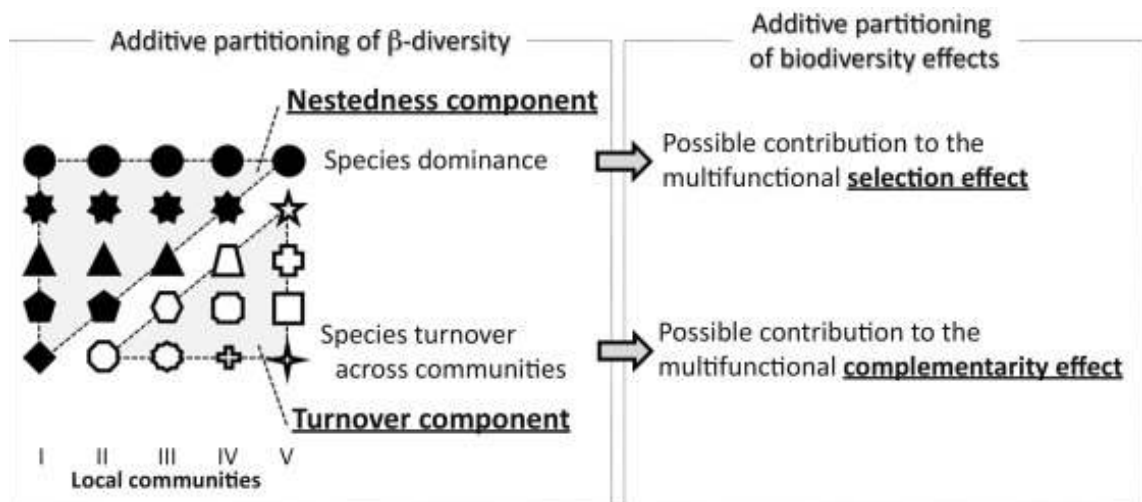 Additive partitioning of β-diversity
Additive partitioning
of biodiversity effects
Nestedness component
Species dominance
Possible contribution to the
multifunctional selection effect
Species turnover
across communities
Possible contribution to the
multifunctional complementarity effect
Turnover component
I II III IV V
Local communities